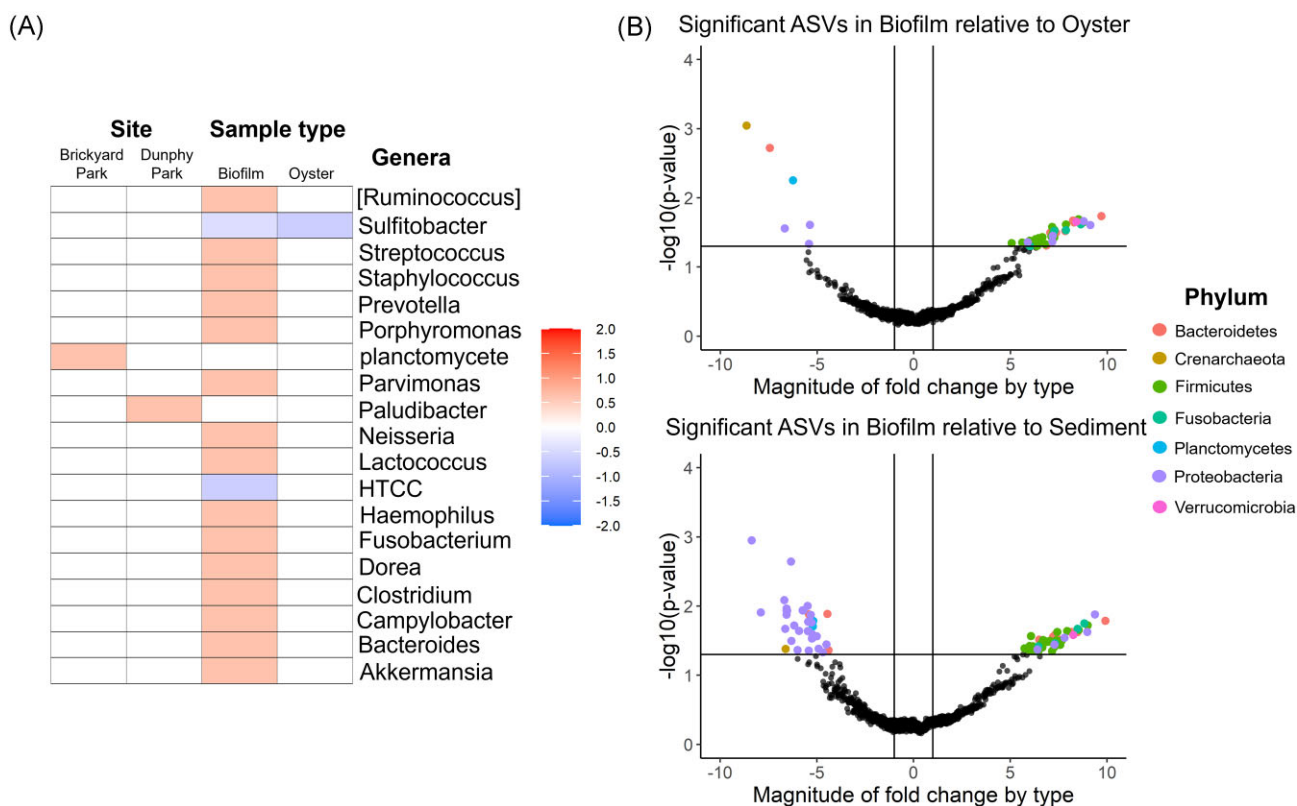 (A)
Site
Sample type
Genera
Brickyard Park
Dunphy Park
Biofilm
Oyster
[Ruminococcus]
Sulfitobacter
Streptococcus
Staphylococcus
Prevotella
Porphyromonas
planctomycete
Parvimonas
Paludibacter
Neisseria
Lactococcus
HTCC
Haemophilus
Fusobacterium
Dorea
Clostridium
Campylobacter
Bacteroides
Akkermansia
2.0
1.5
1.0
0.5
0.0
-0.5
-1.0
-1.5
-2.0
(B)
Significant ASVs in Biofilm relative to Oyster
-log10(p-value)
4
3
2
1
0
-10
-5
0
5
10
Magnitude of fold change by type
Significant ASVs in Biofilm relative to Sediment
-log10(p-value)
4
3
2
1
0
-10
-5
0
5
10
Magnitude of fold change by type
Phylum
Bacteroidetes
Crenarchaeota
Firmicutes
Fusobacteria
Planctomycetes
Proteobacteria
Verrucomicrobia